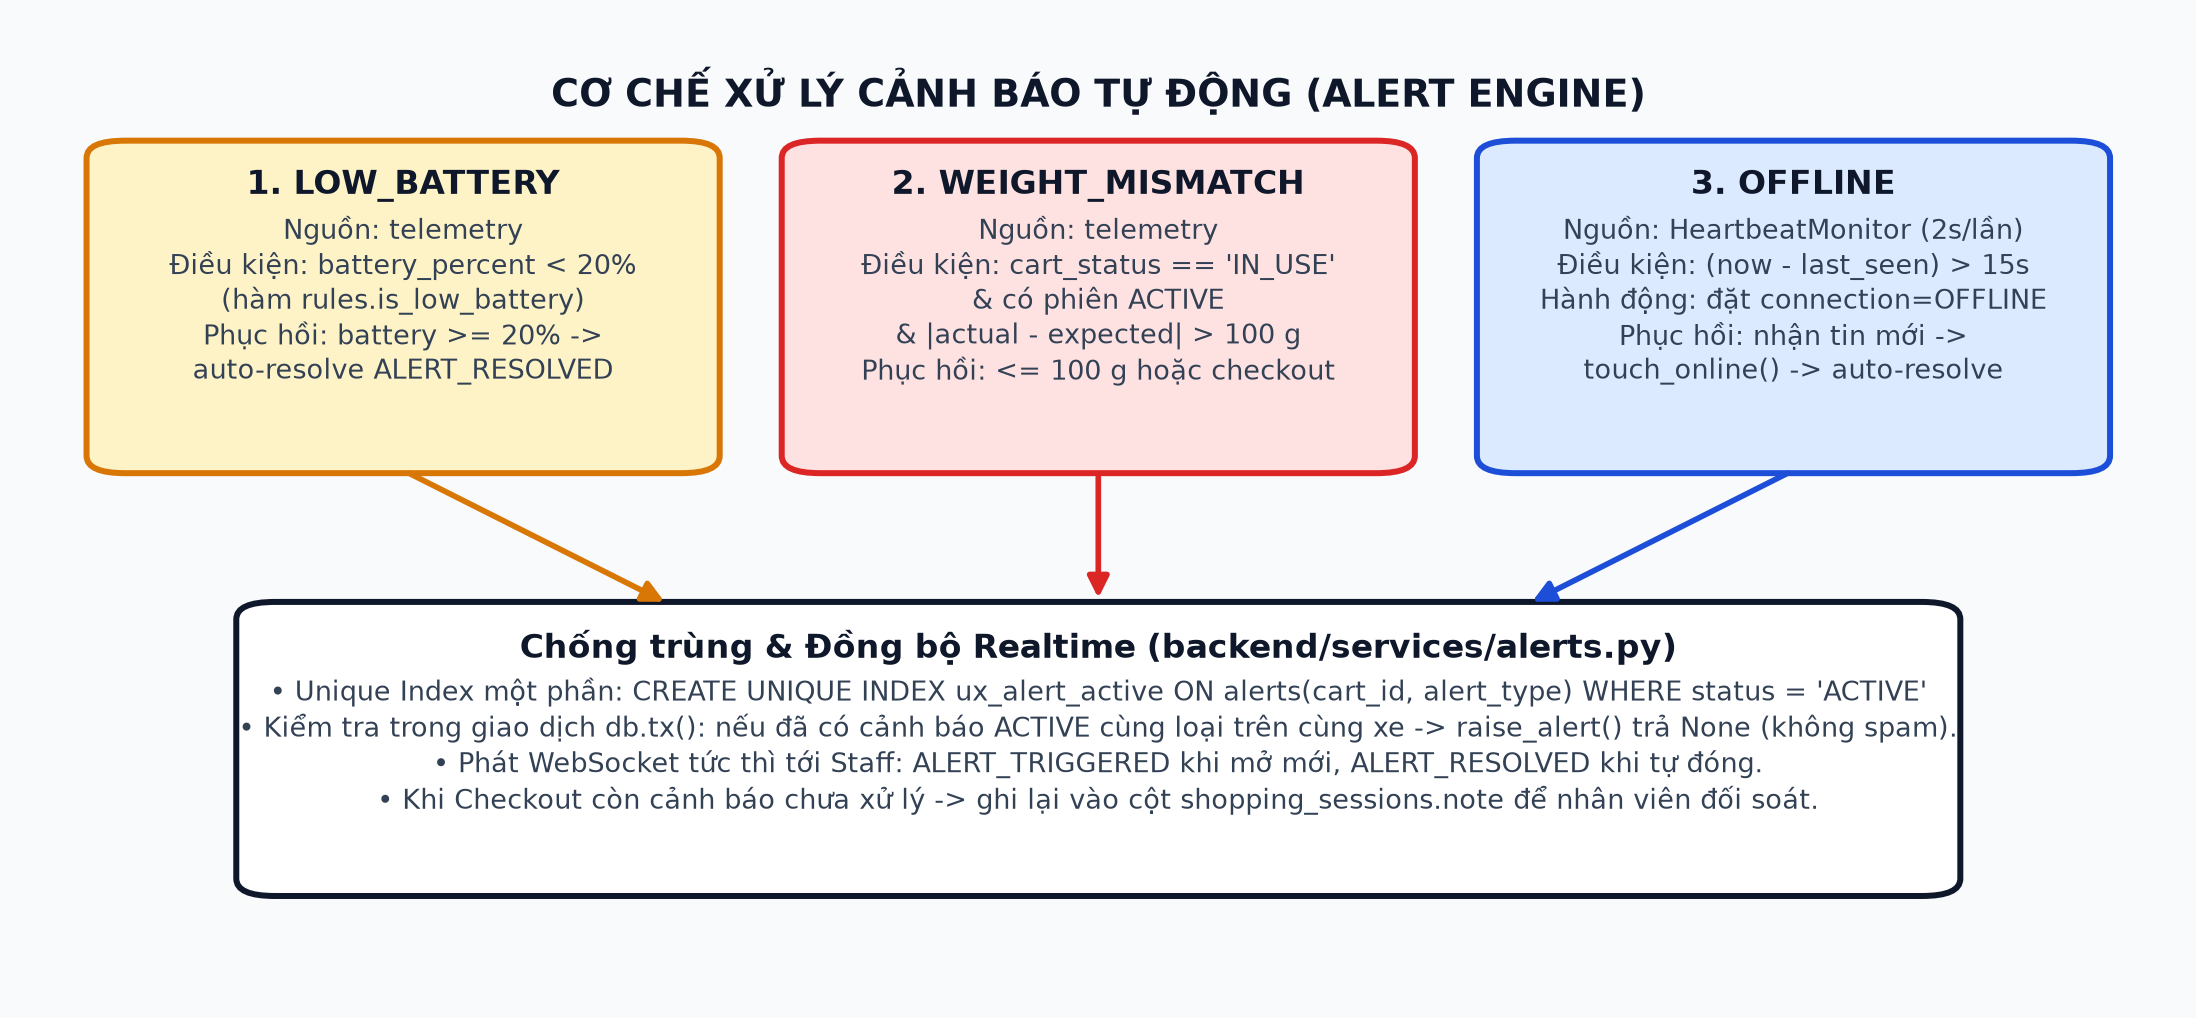 CƠ CHẾ XỬ LÝ CẢNH BÁO TỰ ĐỘNG (ALERT ENGINE)
1. LOW_BATTERY
Nguồn: telemetry
Điều kiện: battery_percent < 20%
(hàm rules.is_low_battery)
Phục hồi: battery >= 20% ->
auto-resolve ALERT_RESOLVED
2. WEIGHT_MISMATCH
Nguồn: telemetry
Điều kiện: cart_status == 'IN_USE'
& có phiên ACTIVE
& |actual - expected| > 100 g
Phục hồi: <= 100 g hoặc checkout
3. OFFLINE
Nguồn: HeartbeatMonitor (2s/lần)
Điều kiện: (now - last_seen) > 15s
Hành động: đặt connection=OFFLINE
Phục hồi: nhận tin mới ->
touch_online() -> auto-resolve
Chống trùng & Đồng bộ Realtime (backend/services/alerts.py)
• Unique Index một phần: CREATE UNIQUE INDEX ux_alert_active ON alerts(cart_id, alert_type) WHERE status = 'ACTIVE'
• Kiểm tra trong giao dịch db.tx(): nếu đã có cảnh báo ACTIVE cùng loại trên cùng xe -> raise_alert() trả None (không spam).
• Phát WebSocket tức thì tới Staff: ALERT_TRIGGERED khi mở mới, ALERT_RESOLVED khi tự đóng.
• Khi Checkout còn cảnh báo chưa xử lý -> ghi lại vào cột shopping_sessions.note để nhân viên đối soát.